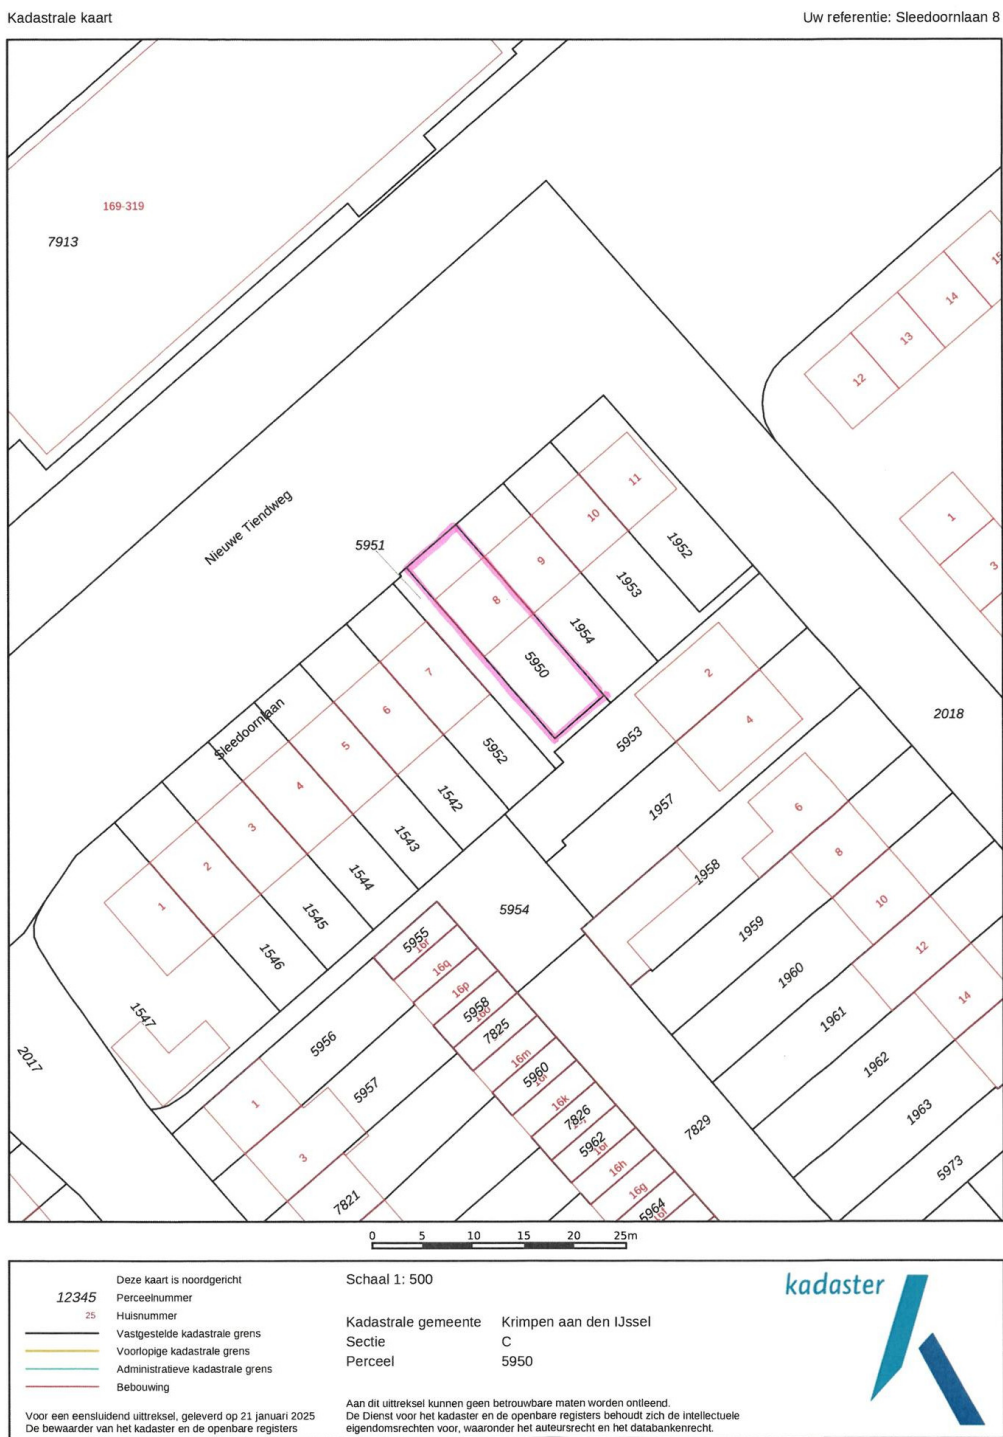 Kadastrale kaart
Uw referentie: Sleedoornlaan 8
169-319
7913
15
14
13
12
11
10
9
8
1
3
Nieuwe Tiendweg
5951
1952
1953
1954
5950
2018
7
6
5
4
3
2
1
Sleedoornlaan
5952
1542
1543
1544
1545
1546
1547
2017
2
4
5953
1957
6
8
10
12
14
1958
1959
1960
1961
1962
1963
5973
5954
5955
16r
16q
16p
5958
7825
16m
5960
16k
7826
5962
16h
16g
5964
7829
5956
5957
1
3
7821
0 5 10 15 20 25m
Deze kaart is noordgericht
12345 Perceelnummer
25 Huisnummer
Vastgestelde kadastrale grens
Voorlopige kadastrale grens
Administratieve kadastrale grens
Bebouwing
Voor een eensluidend uittreksel, geleverd op 21 januari 2025
De bewaarder van het kadaster en de openbare registers
Schaal 1: 500
Kadastrale gemeente Krimpen aan den IJssel
Sectie C
Perceel 5950
Aan dit uittreksel kunnen geen betrouwbare maten worden ontleend.
De Dienst voor het kadaster en de openbare registers behoudt zich de intellectuele
eigendomsrechten voor, waaronder het auteursrecht en het databankenrecht.
kadaster